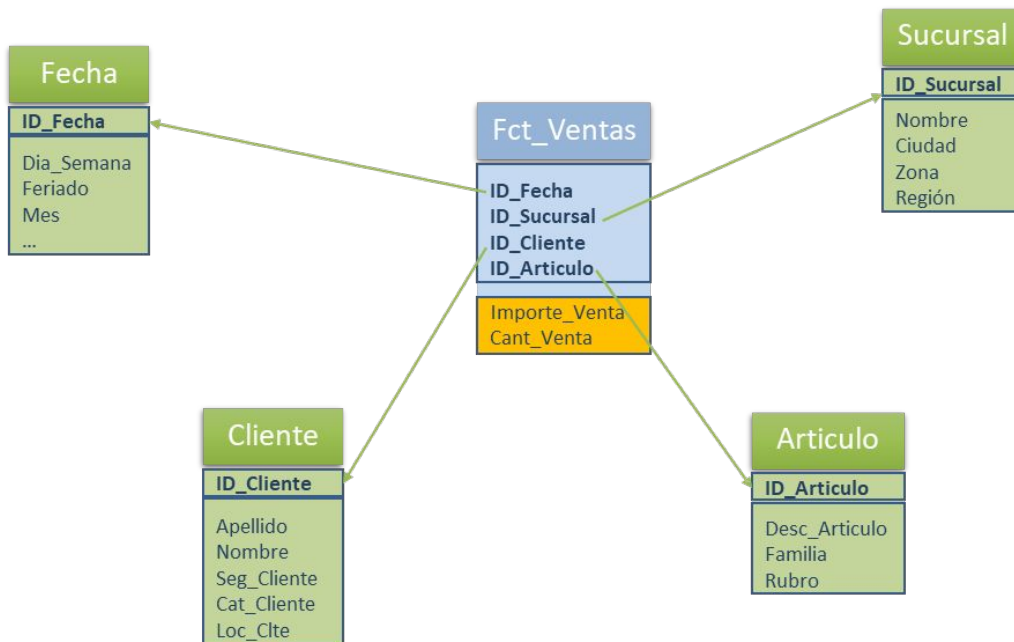 Fecha
ID_Fecha
Dia_Semana
Feriado
Mes
...
Fct_Ventas
ID_Fecha
ID_Sucursal
ID_Cliente
ID_Articulo
Importe_Venta
Cant_Venta
Sucursal
ID_Sucursal
Nombre
Ciudad
Zona
Región
Cliente
ID_Cliente
Apellido
Nombre
Seg_Cliente
Cat_Cliente
Loc_Clte
Articulo
ID_Articulo
Desc_Articulo
Familia
Rubro